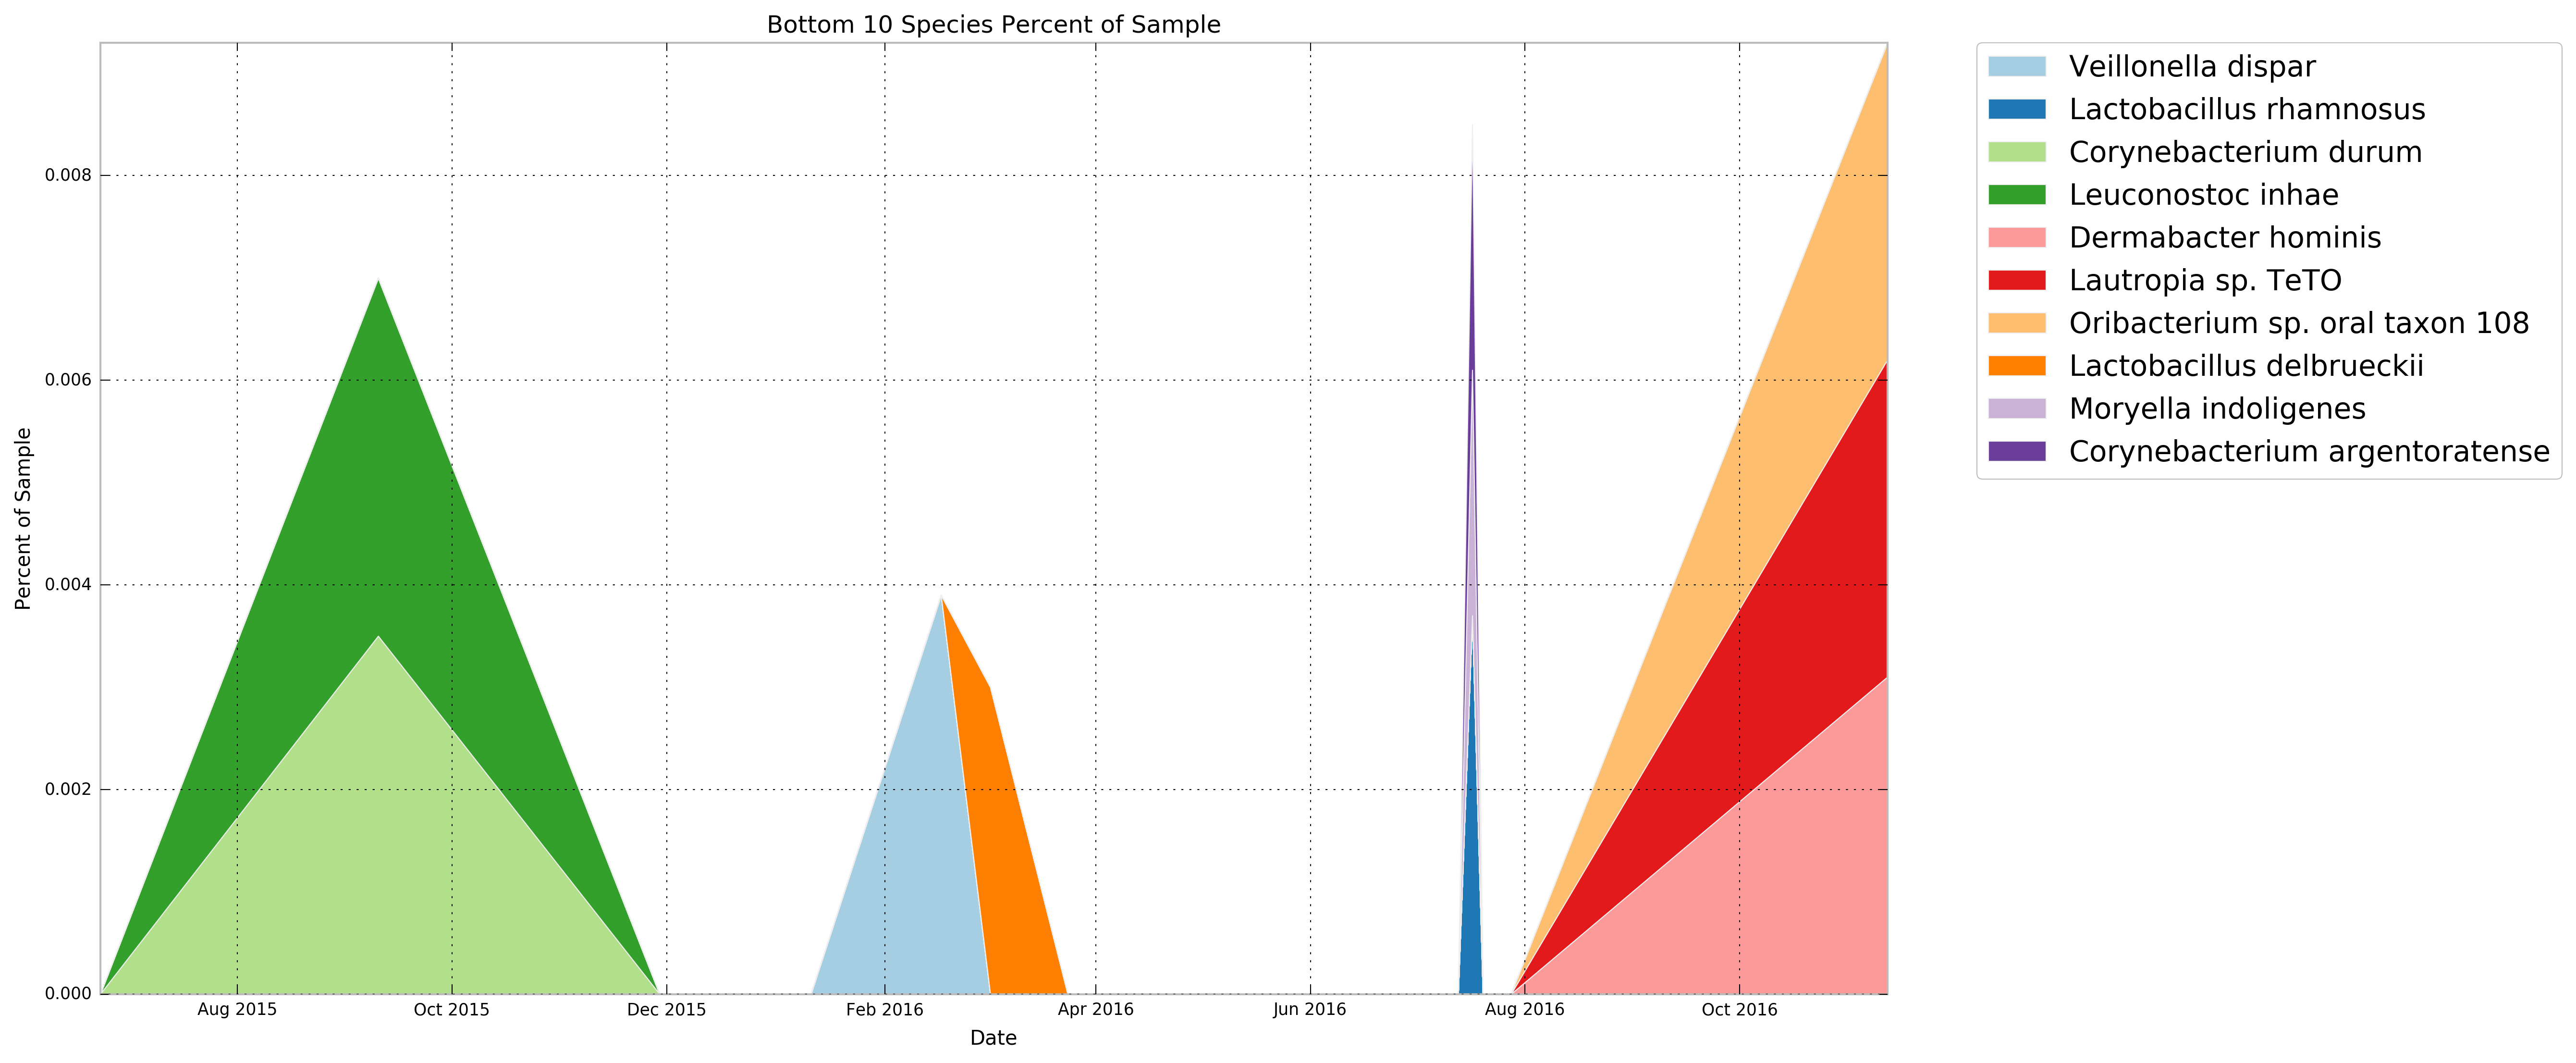 Bottom 10 Species Percent of Sample
Percent of Sample
0.008
0.006
0.004
0.002
0.000
Aug 2015
Oct 2015
Dec 2015
Feb 2016
Apr 2016
Jun 2016
Aug 2016
Oct 2016
Date
Veillonella dispar
Lactobacillus rhamnosus
Corynebacterium durum
Leuconostoc inhae
Dermabacter hominis
Lautropia sp. TeTO
Oribacterium sp. oral taxon 108
Lactobacillus delbrueckii
Moryella indoligenes
Corynebacterium argentoratense